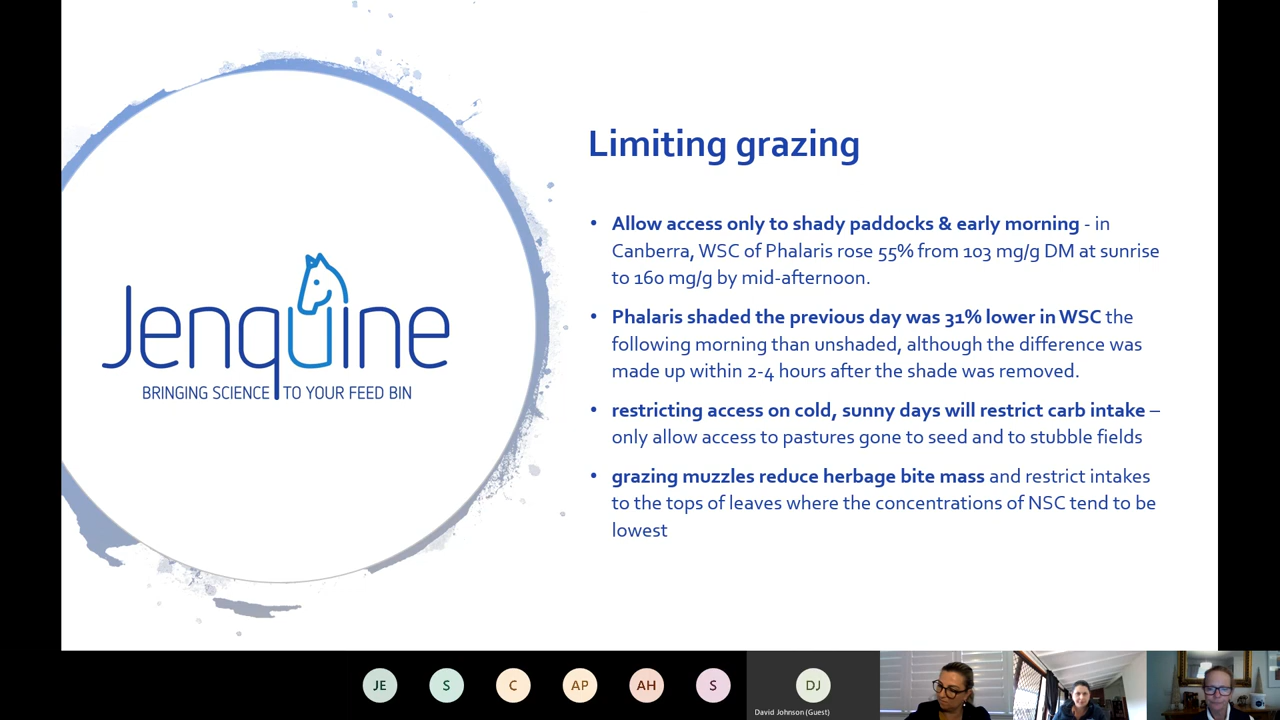 Limiting grazing
• Allow access only to shady paddocks & early morning - in
Canberra, WSC of Phalaris rose 55% from 103 mg/g DM at sunrise
to 160 mg/g by mid-afternoon.
• Phalaris shaded the previous day was 31% lower in WSC the
following morning than unshaded, although the difference was
made up within 2-4 hours after the shade was removed.
• restricting access on cold, sunny days will restrict carb intake –
only allow access to pastures gone to seed and to stubble fields
• grazing muzzles reduce herbage bite mass and restrict intakes
to the tops of leaves where the concentrations of NSC tend to be
lowest
Jenquine
BRINGING SCIENCE TO YOUR FEED BIN
JE
S
C
AP
AH
S
DJ
David Johnson (Guest)